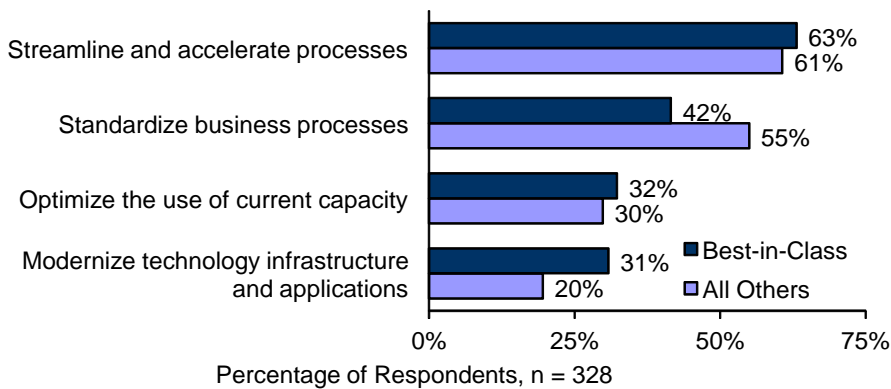 Streamline and accelerate processes
63%
61%
Standardize business processes
42%
55%
Optimize the use of current capacity
32%
30%
Modernize technology infrastructure
and applications
31%
20%
Best-in-Class
All Others
0% 25% 50% 75%
Percentage of Respondents, n = 328